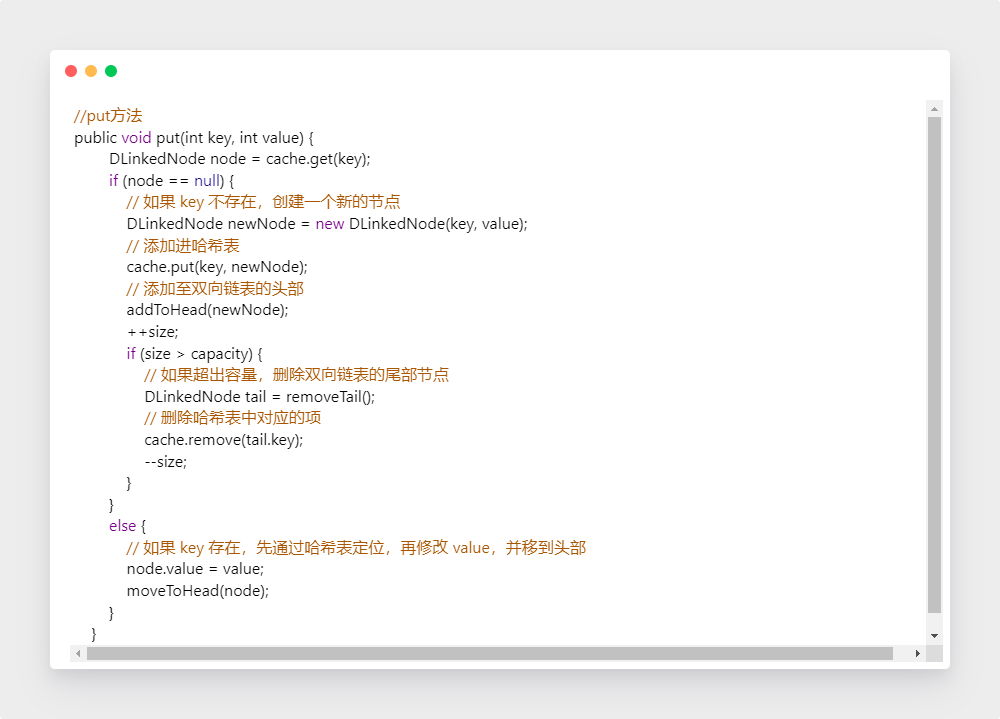 //put方法
public void put(int key, int value) {
DLinkedNode node = cache.get(key);
if (node == null) {
// 如果 key 不存在，创建一个新的节点
DLinkedNode newNode = new DLinkedNode(key, value);
// 添加进哈希表
cache.put(key, newNode);
// 添加至双向链表的头部
addToHead(newNode);
++size;
if (size > capacity) {
// 如果超出容量，删除双向链表的尾部节点
DLinkedNode tail = removeTail();
// 删除哈希表中对应的项
cache.remove(tail.key);
--size;
}
}
else {
// 如果 key 存在，先通过哈希表定位，再修改 value，并移到头部
node.value = value;
moveToHead(node);
}
}